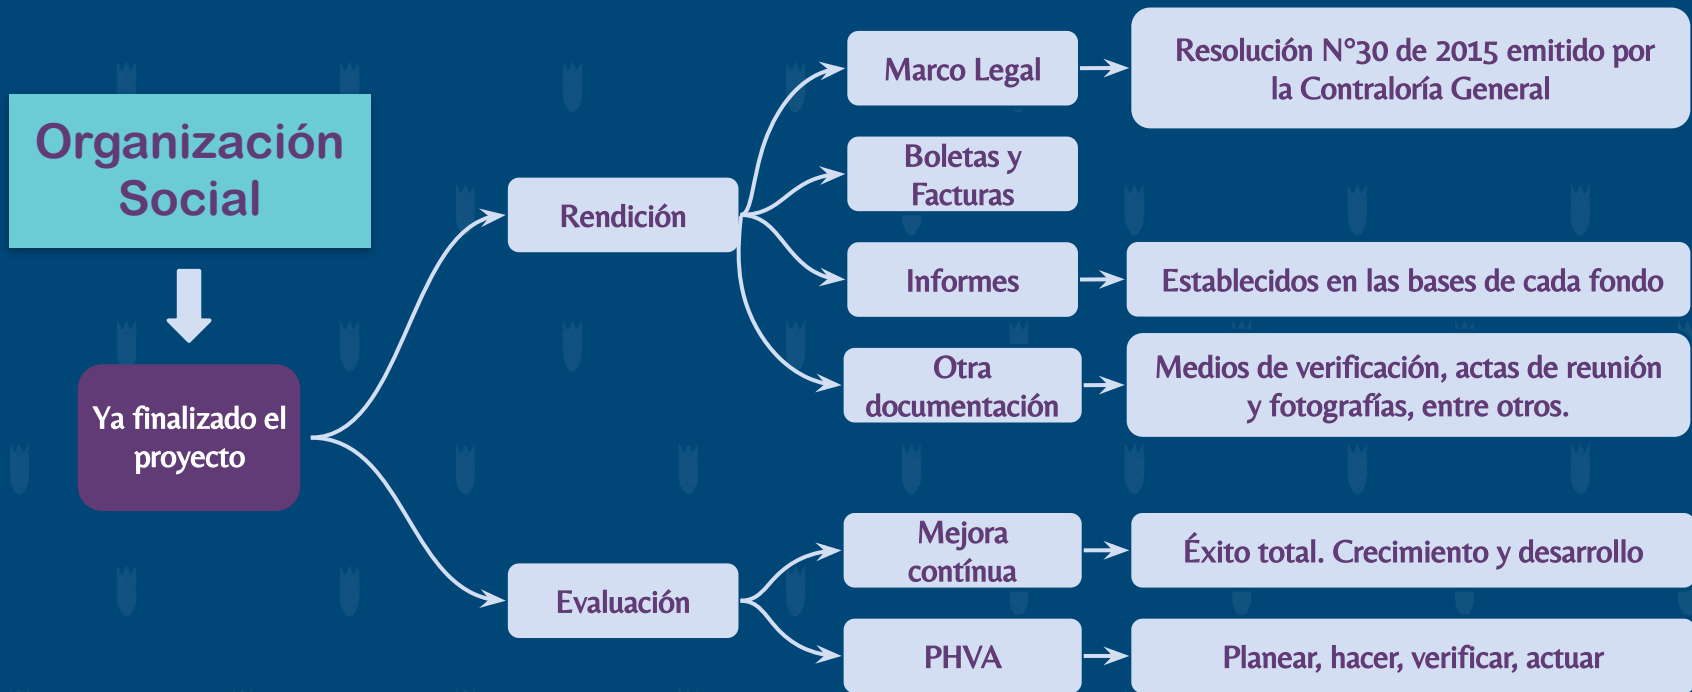 Organización
Social
Ya finalizado el
proyecto
Rendición
Marco Legal
Resolución N°30 de 2015 emitido por
la Contraloría General
Boletas y
Facturas
Informes
Establecidos en las bases de cada fondo
Otra
documentación
Medios de verificación, actas de reunión
y fotografías, entre otros.
Evaluación
Mejora
contínua
Éxito total. Crecimiento y desarrollo
PHVA
Planear, hacer, verificar, actuar